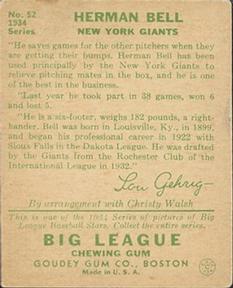 No. 52
1934
Series
HERMAN BELL
NEW YORK GIANTS
"He saves games for the other pitchers when they
are getting their bumps. Herman Bell has been used
principally by the New York Giants to
relieve pitching mates in the box, and he is one
of the best in the business.
"Last year he took part in 38 games, won 6
and lost 5.
"He is a six-footer, weighs 182 pounds, a right-
hander. Bell was born in Louisville, Ky., in 1899,
and began his professional career in 1922 with
Sioux Falls in the Dakota League. He was drafted
by the Giants from the Rochester Club of the
International League in 1932."
Lou Gehrig
By arrangement with Christy Walsh
This is one of the 1934 Series of pictures of Big
League Baseball Stars. Collect the entire series.
BIG LEAGUE
CHEWING GUM
GOUDEY GUM CO., BOSTON
Made in U. S. A.